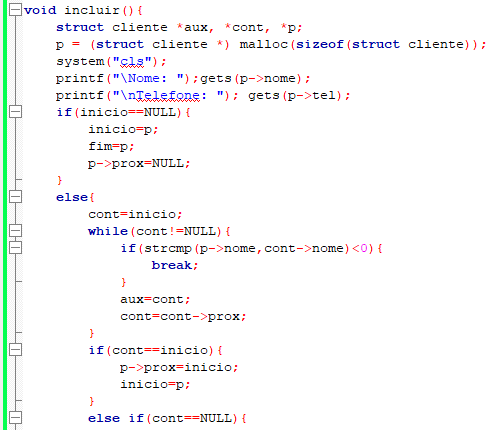 void incluir(){
struct cliente *aux, *cont, *p;
p = (struct cliente *) malloc(sizeof(struct cliente));
system("cls");
printf("\Nome: ");gets(p->nome);
printf("\nTelefone: "); gets(p->tel);
if(inicio==NULL){
inicio=p;
fim=p;
p->prox=NULL;
}
else{
cont=inicio;
while(cont!=NULL){
if(strcmp(p->nome,cont->nome)<0){
break;
}
aux=cont;
cont=cont->prox;
}
if(cont==inicio){
p->prox=inicio;
inicio=p;
}
else if(cont==NULL){